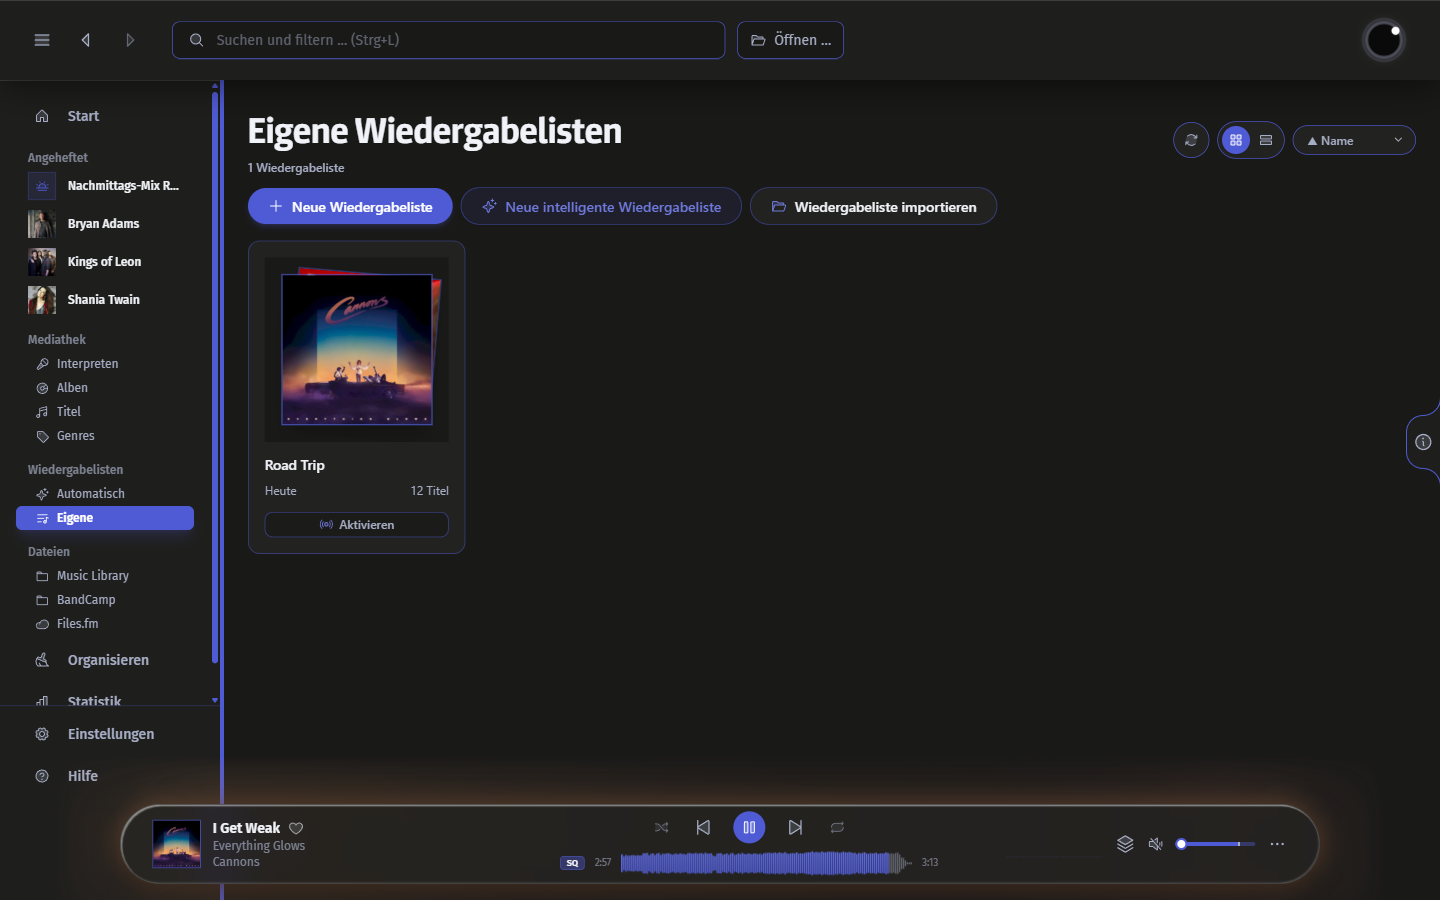 Suchen und filtern ... (Strg+L)
Öffnen ...
Start
Angeheftet
Nachmittags-Mix R...
Bryan Adams
Kings of Leon
Shania Twain
Mediathek
Interpreten
Alben
Titel
Genres
Wiedergabelisten
Automatisch
Eigene
Dateien
Music Library
BandCamp
Files.fm
Organisieren
Statistik
Einstellungen
Hilfe
Eigene Wiedergabelisten
1 Wiedergabeliste
Name
Neue Wiedergabeliste
Neue intelligente Wiedergabeliste
Wiedergabeliste importieren
Cannons
Road Trip
Heute
12 Titel
Aktivieren
I Get Weak
Everything Glows
Cannons
SQ
2:57
3:13